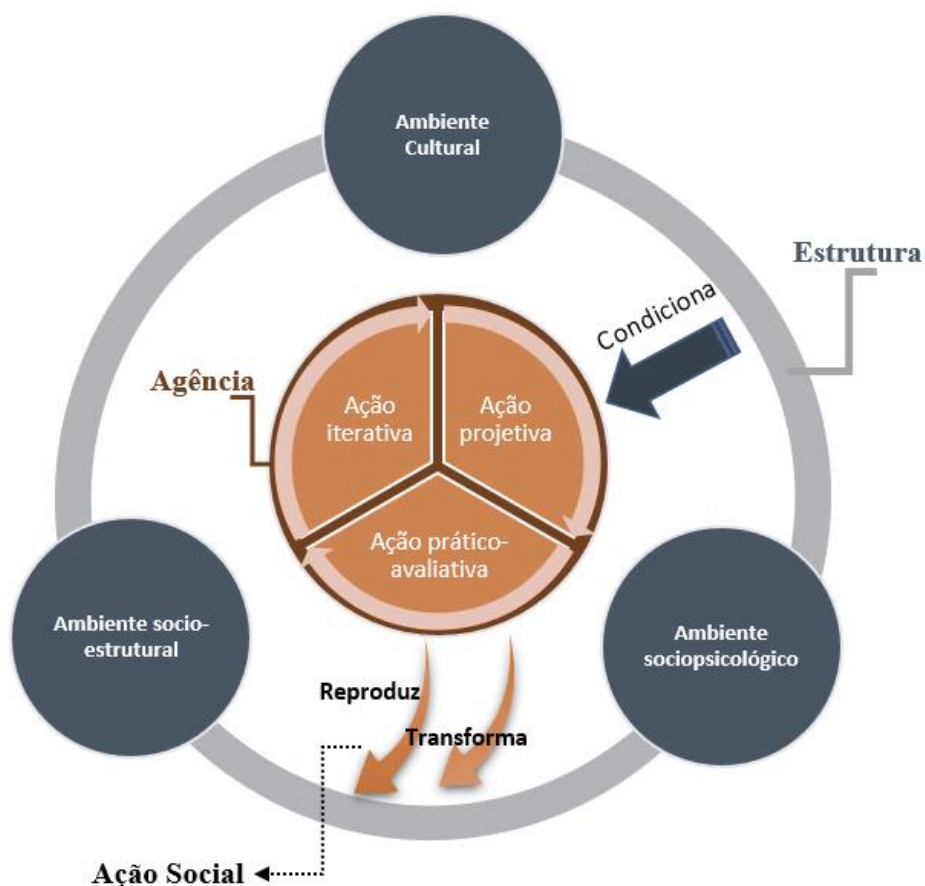 Ambiente
Cultural
Estrutura
Condiciona
Agência
Ação
iterativa
Ação
projetiva
Ação prático-
avaliativa
Ambiente socio-
estrutural
Ambiente
sociopsicológico
Reproduz
Transforma
Ação Social